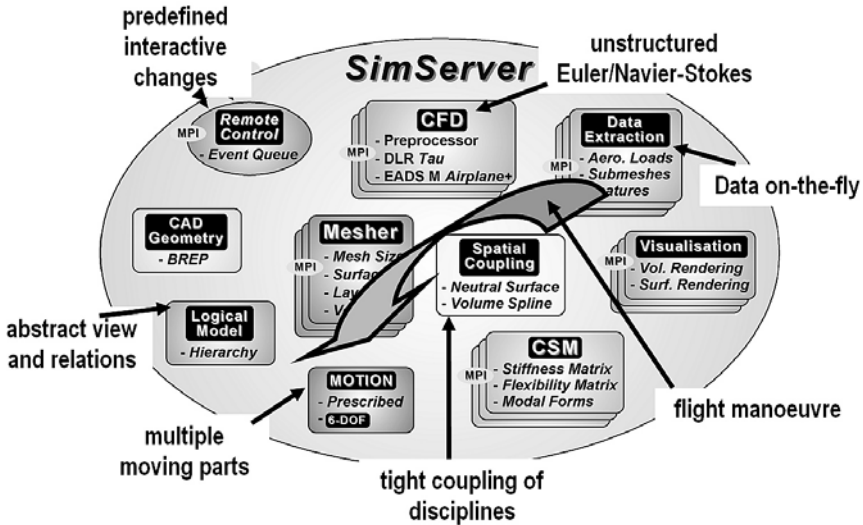 predefined
interactive
changes
SimServer
unstructured
Euler/Navier-Stokes
MPI
Remote
Control
- Event Queue
MPI
CFD
- Preprocessor
- DLR Tau
- EADS M Airplane+
MPI
Data
Extraction
- Aero. Loads
- Submeshes
Data on-the-fly
CAD
Geometry
- BREP
MPI
Mesher
- Mesh
Spatial
Coupling
- Neutral Surface
- Volume Spline
MPI
Visualisation
- Vol. Rendering
- Surf. Rendering
abstract view
and relations
Logical
Model
- Hierarchy
MPI
CSM
- Stiffness Matrix
- Flexibility Matrix
- Modal Forms
MOTION
- Prescribed
- 6-DOF
flight manoeuvre
multiple
moving parts
tight coupling of
disciplines